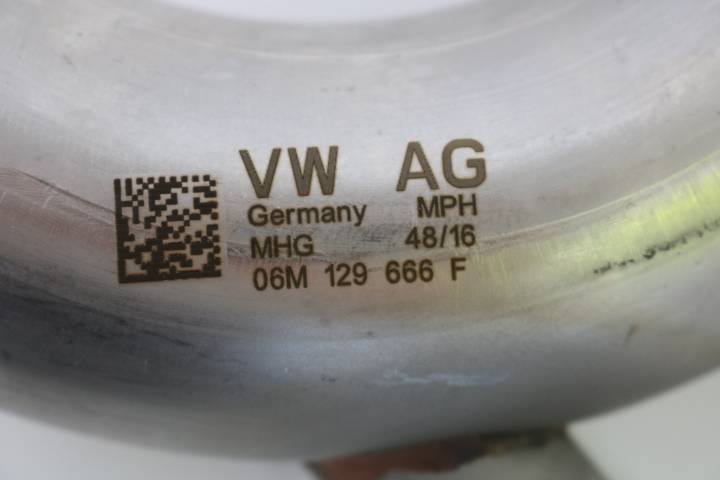 VW AG
Germany MPH
MHG 48/16
06M 129 666 F